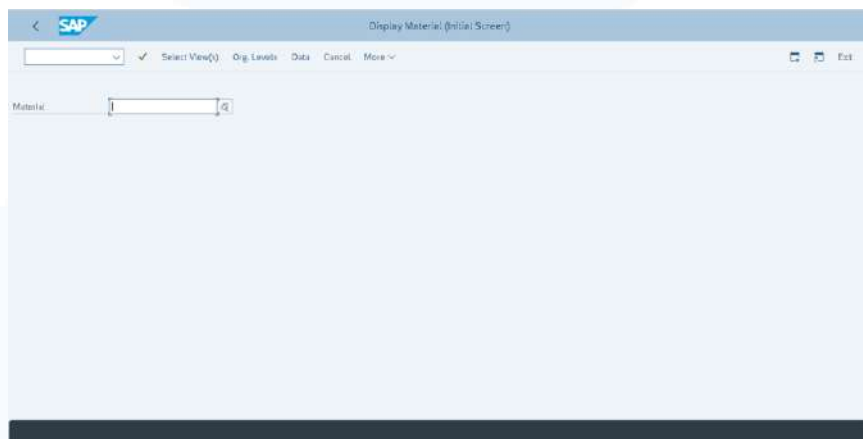 SAP
Display Material (Initial Screen)
Select View(s) Org. Levels Data Cancel More
Exit
Material: